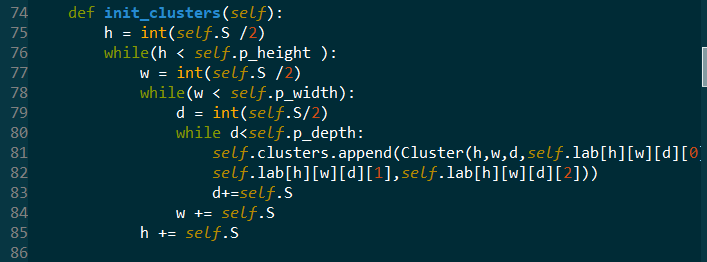 74 def init_clusters(self):
75 h = int(self.S /2)
76 while(h < self.p_height ):
77 w = int(self.S /2)
78 while(w < self.p_width):
79 d = int(self.S/2)
80 while d<self.p_depth:
81 self.clusters.append(Cluster(h,w,d,self.lab[h][w][d][0]
82 self.lab[h][w][d][1],self.lab[h][w][d][2]))
83 d+=self.S
84 w += self.S
85 h += self.S
86